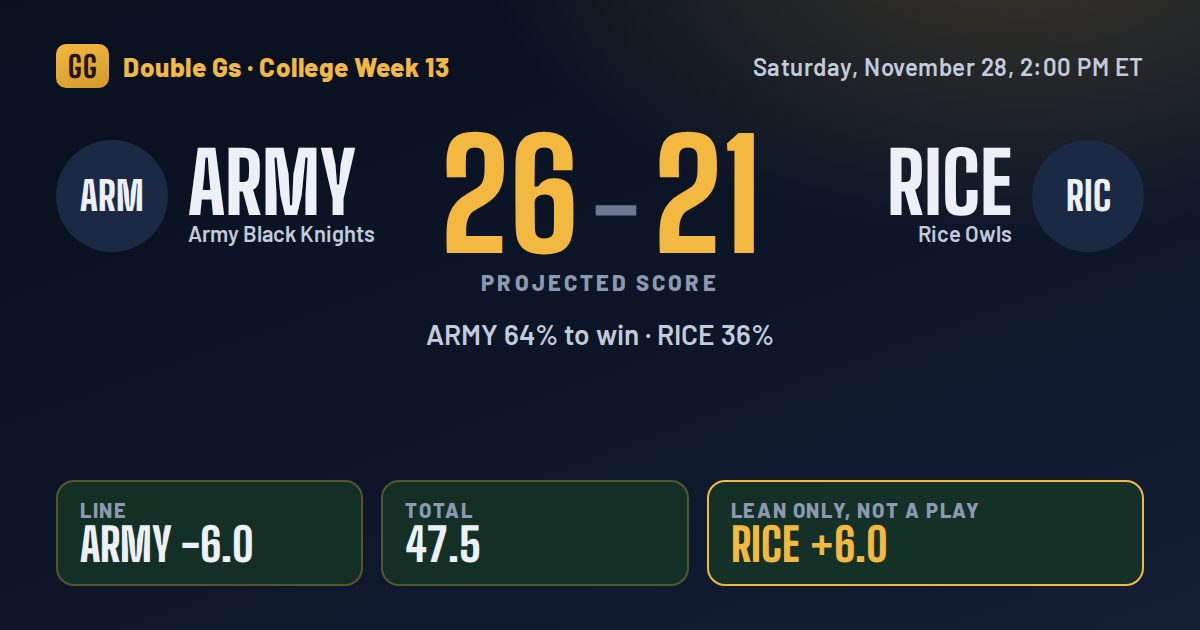 GG Double Gs · College Week 13
Saturday, November 28, 2:00 PM ET
ARM
ARMY
Army Black Knights
26 – 21
PROJECTED SCORE
ARMY 64% to win · RICE 36%
RICE
Rice Owls
RIC
LINE
ARMY -6.0
TOTAL
47.5
LEAN ONLY, NOT A PLAY
RICE +6.0